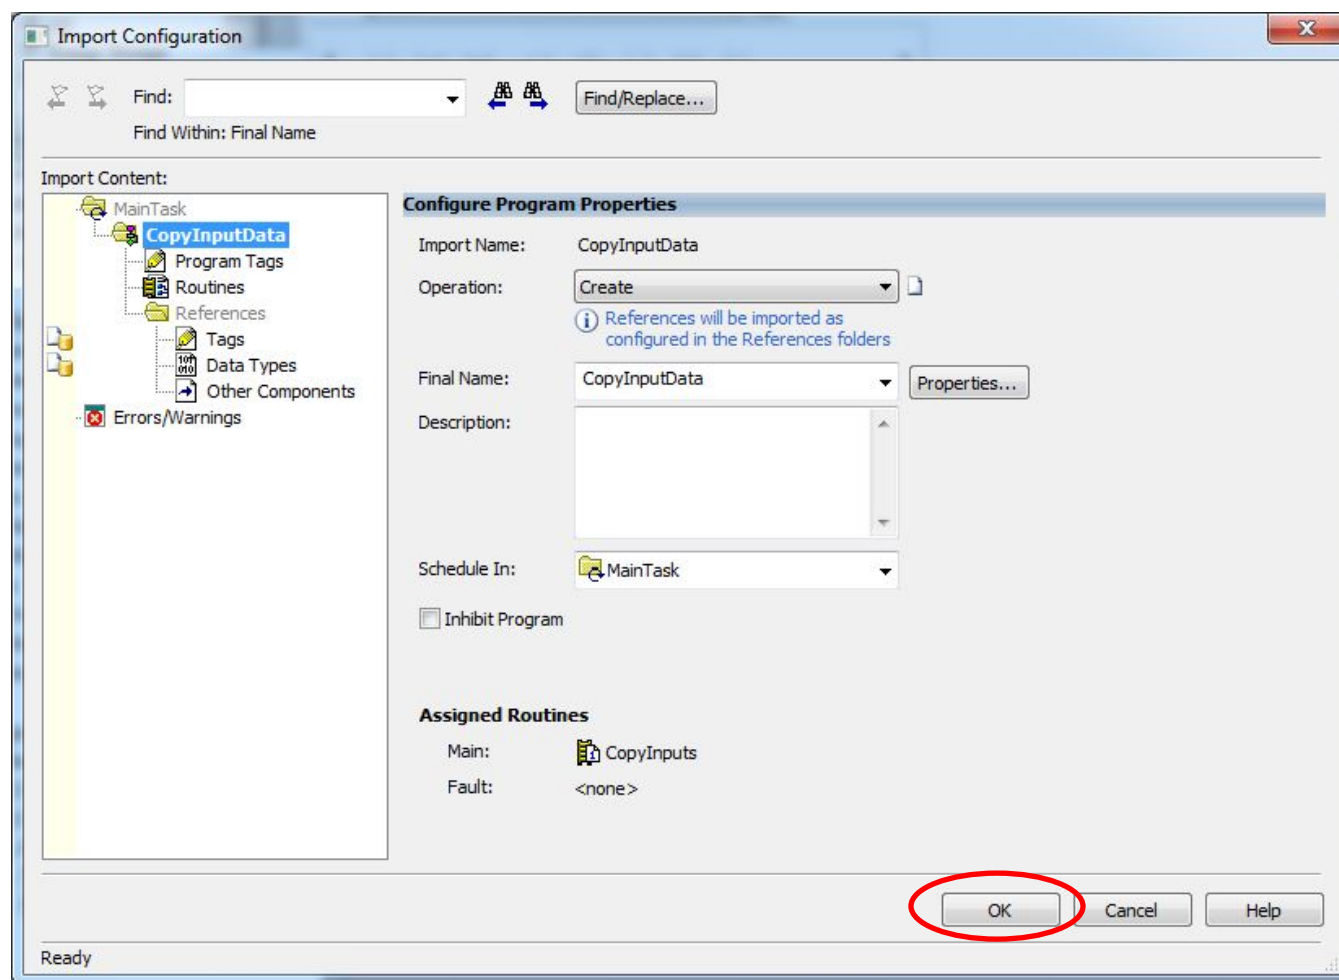 Import Configuration
Find:
Find/Replace...
Find Within: Final Name
Import Content:
MainTask
CopyInputData
Program Tags
Routines
References
Tags
Data Types
Other Components
Errors/Warnings
Configure Program Properties
Import Name: CopyInputData
Operation: Create
References will be imported as
configured in the References folders
Final Name: CopyInputData Properties...
Description:
Schedule In: MainTask
Inhibit Program
Assigned Routines
Main: CopyInputs
Fault: <none>
OK Cancel Help
Ready